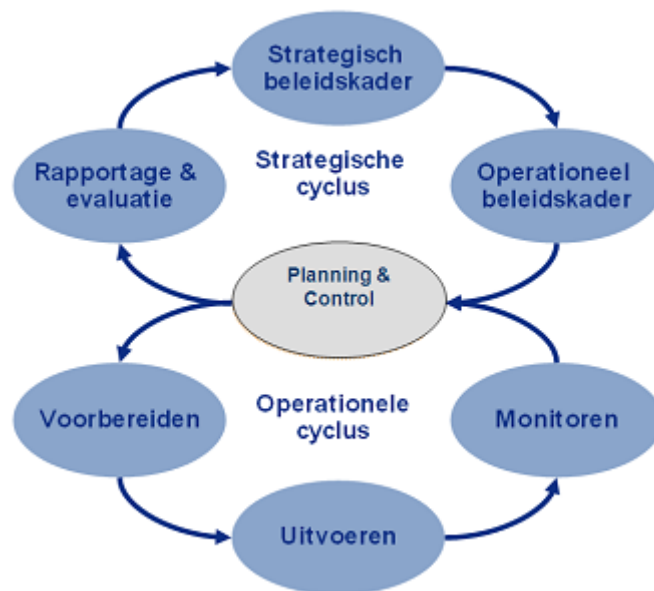 Strategisch
beleidskader
Rapportage &
evaluatie
Strategische
cyclus
Operationeel
beleidskader
Planning &
Control
Voorbereiden
Operationele
cyclus
Monitoren
Uitvoeren